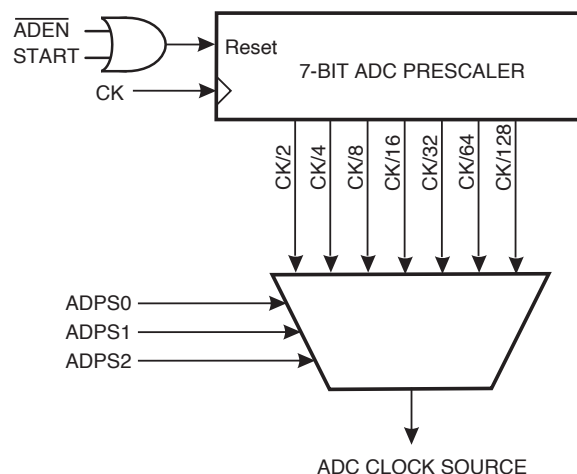 ADEN
START
Reset
7-BIT ADC PRESCALER
CK
CK/2
CK/4
CK/8
CK/16
CK/32
CK/64
CK/128
ADPS0
ADPS1
ADPS2
ADC CLOCK SOURCE